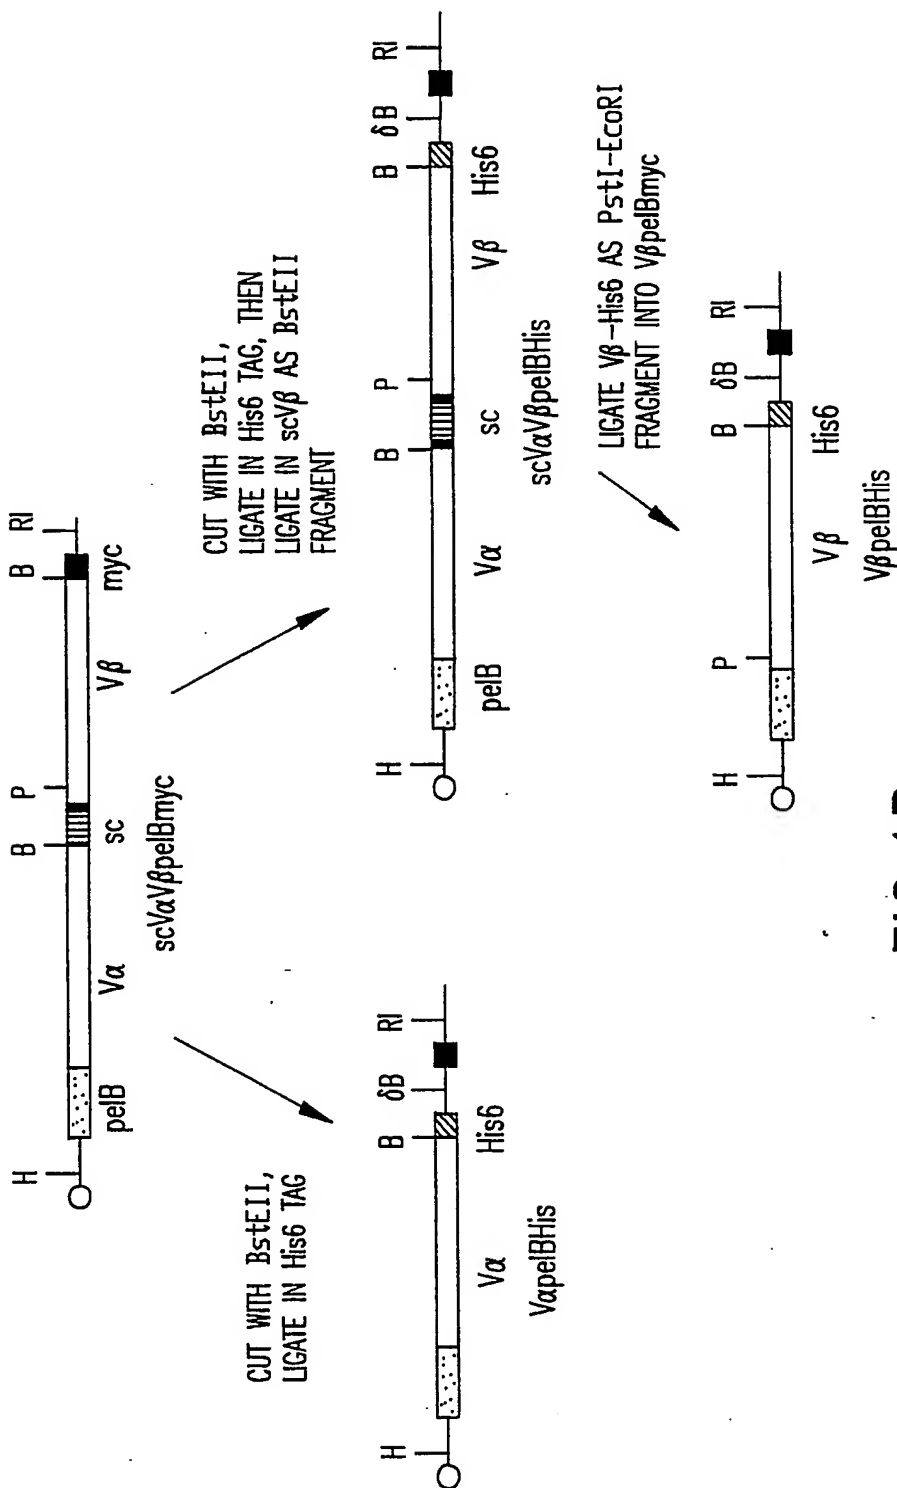 H B P B RI
pelB Vα sc Vβ myc
scVαVβpelBmyc
CUT WITH BstEII,
LIGATE IN His6 TAG
CUT WITH BstEII,
LIGATE IN His6 TAG, THEN
LIGATE IN scVβ AS BstEII
FRAGMENT
H B δB RI
Vα His6
VαpelBHis
H B P B δB RI
pelB Vα sc Vβ His6
scVαVβpelBHis
LIGATE Vβ-His6 AS PstI-EcoRI
FRAGMENT INTO VβpelBmyc
H P B δB RI
Vβ His6
VβpelBHis